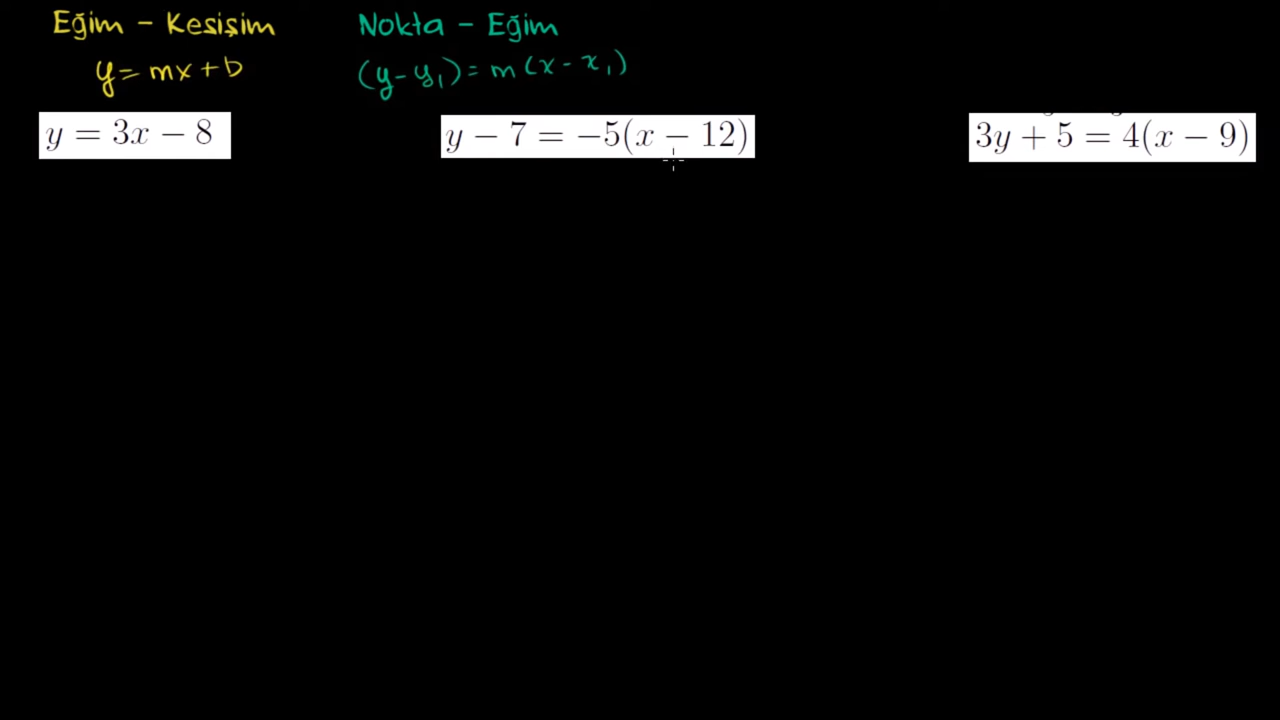 Eğim - Kesişim
y = mx + b
Nokta - Eğim
(y - y₁) = m (x - x₁)
y = 3x − 8
y − 7 = −5(x − 12)
3y + 5 = 4(x − 9)